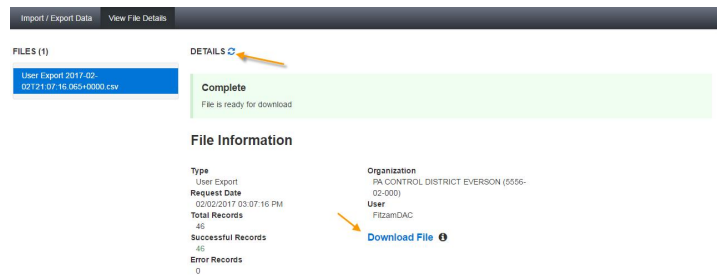 Import / Export Data View File Details
FILES (1)
User Export 2017-02-
02T21:07:16.065+0000.csv
DETAILS
Complete
File is ready for download
File Information
Type
User Export
Request Date
02/02/2017 03:07:16 PM
Total Records
46
Successful Records
46
Error Records
0
Organization
PA CONTROL DISTRICT EVERSON (5556-
02-000)
User
FitzamDAC
Download File